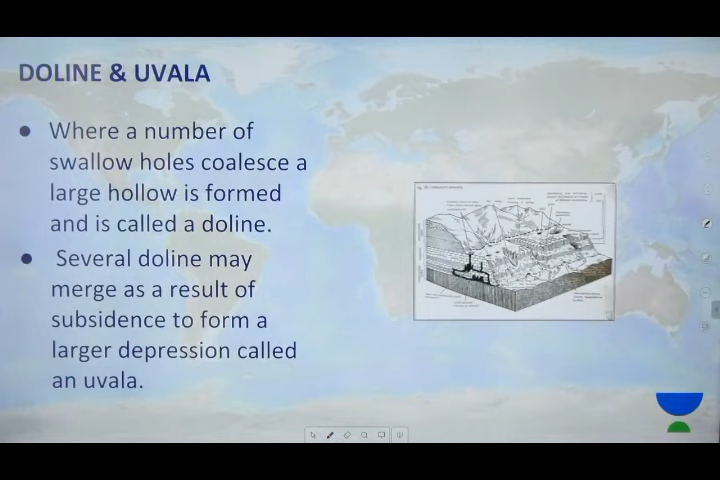 DOLINE & UVALA
● Where a number of
swallow holes coalesce a
large hollow is formed
and is called a doline.
● Several doline may
merge as a result of
subsidence to form a
larger depression called
an uvala.